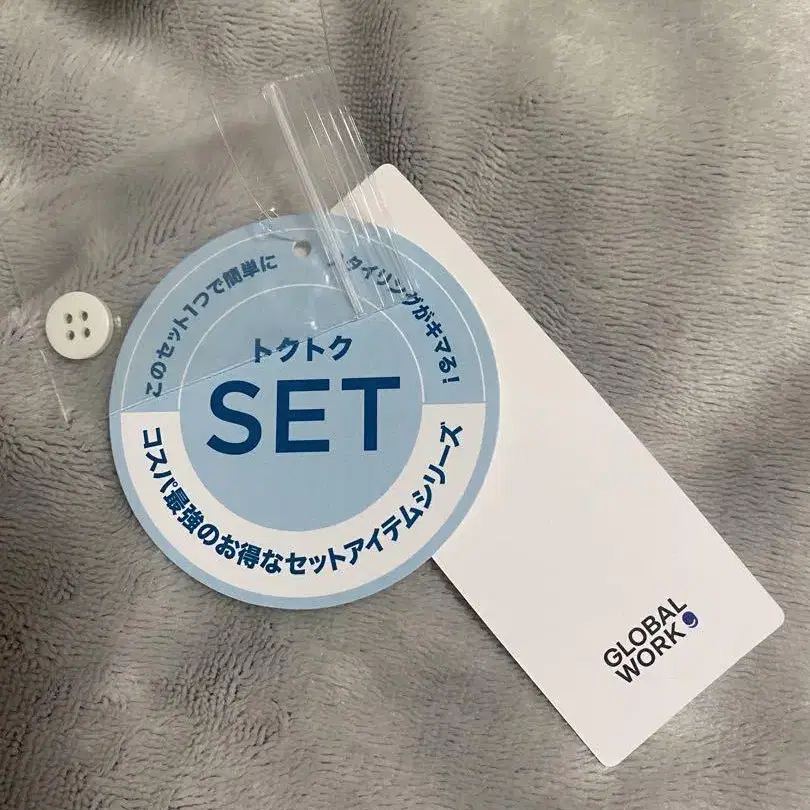 このセット1つで簡単に
スタイリングがキマる!
トクトク
SET
コスパ最強のお得なセットアイテムシリーズ
GLOBAL
WORK